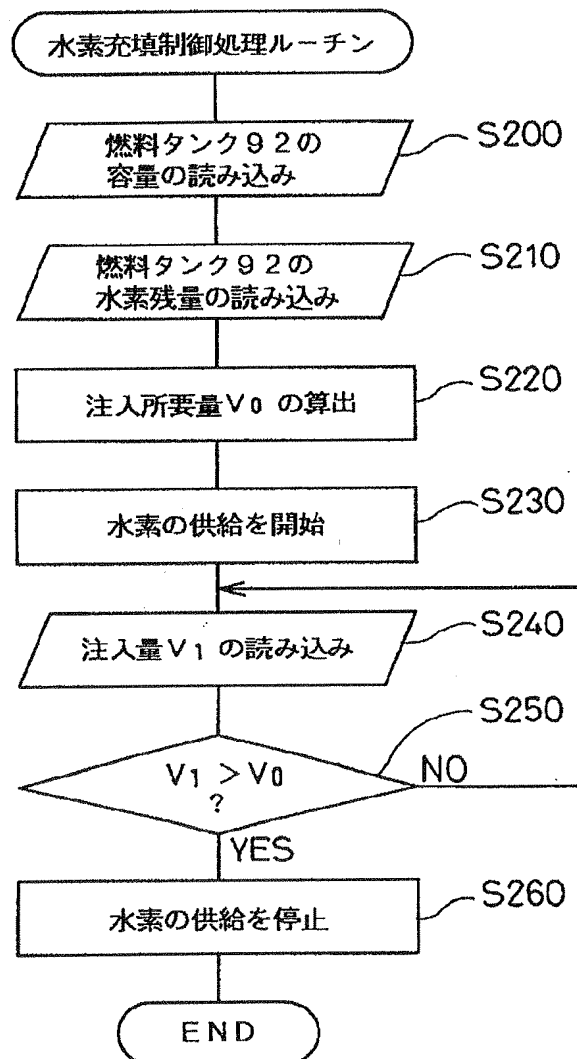 水素充填制御処理ルーチン
燃料タンク92の
容量の読み込み
S200
燃料タンク92の
水素残量の読み込み
S210
注入所要量V0の算出
S220
水素の供給を開始
S230
注入量V1の読み込み
S240
V1>V0
?
S250
NO
YES
水素の供給を停止
S260
END